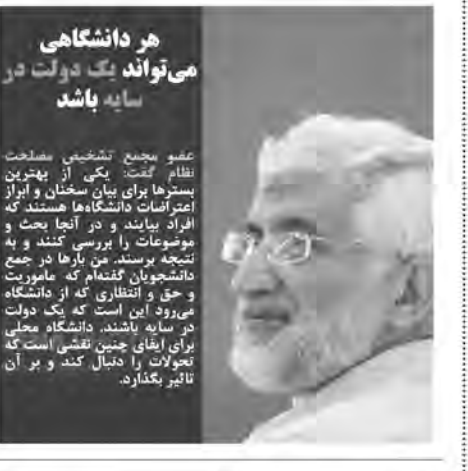 هر دانشگاهی
می‌تواند یک دولت در
سایه باشد
عضو مجمع تشخیص مصلحت
نظام گفت: یکی از بهترین
بسترها برای بیان سخنان و ابراز
اعتراضات دانشگاه‌ها هستند که
افراد بیایند و در آنجا بحث و
موضوعات را بررسی کنند و به
نتیجه برسند. من بارها در جمع
دانشجویان گفته‌ام که ماموریت
و حق و انتظاری که از دانشگاه
می‌رود این است که یک دولت
در سایه باشند. دانشگاه محلی
برای ایفای چنین نقشی است که
تحولات را دنبال کند و بر آن
تاثیر بگذارد.